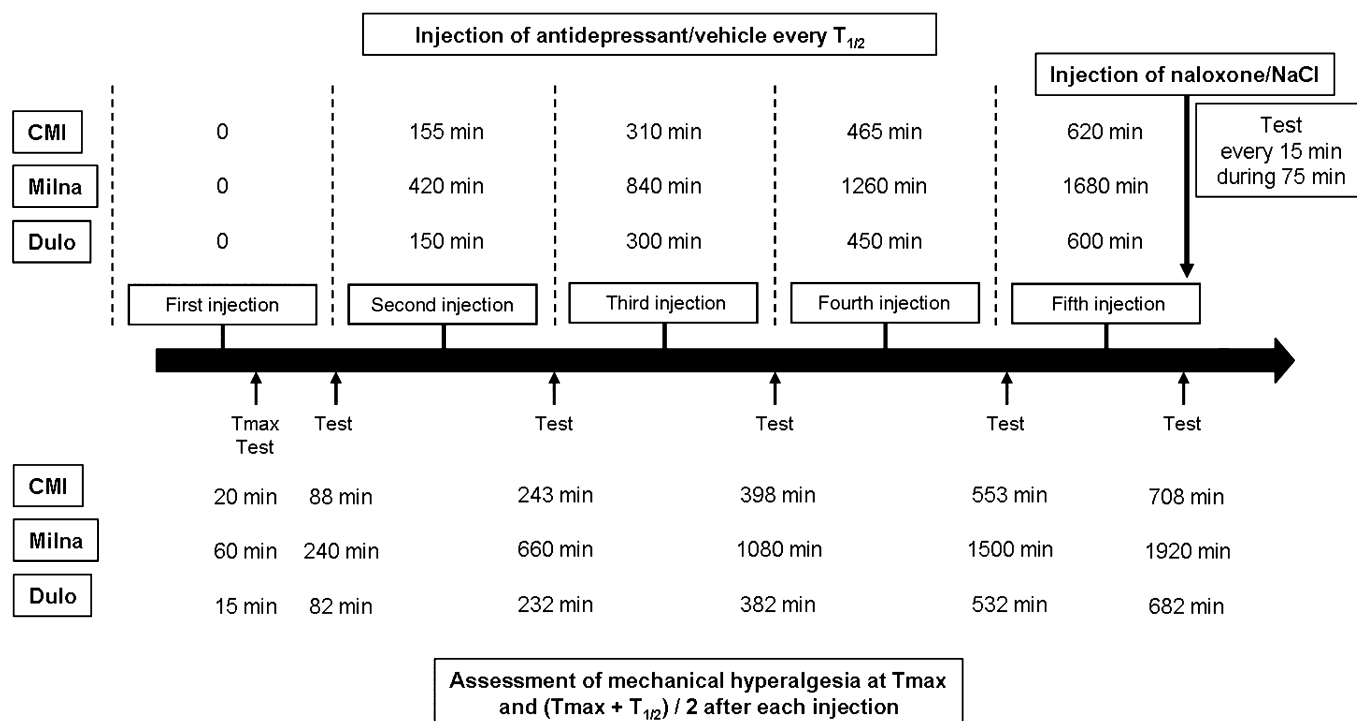 Injection of antidepressant/vehicle every T1/2
Injection of naloxone/NaCl
Test
every 15 min
during 75 min
CMI 0 155 min 310 min 465 min 620 min
Milna 0 420 min 840 min 1260 min 1680 min
Dulo 0 150 min 300 min 450 min 600 min
First injection Second injection Third injection Fourth injection Fifth injection
Tmax Test Test Test Test Test
Test
CMI 20 min 88 min 243 min 398 min 553 min 708 min
Milna 60 min 240 min 660 min 1080 min 1500 min 1920 min
Dulo 15 min 82 min 232 min 382 min 532 min 682 min
Assessment of mechanical hyperalgesia at Tmax
and (Tmax + T1/2) / 2 after each injection